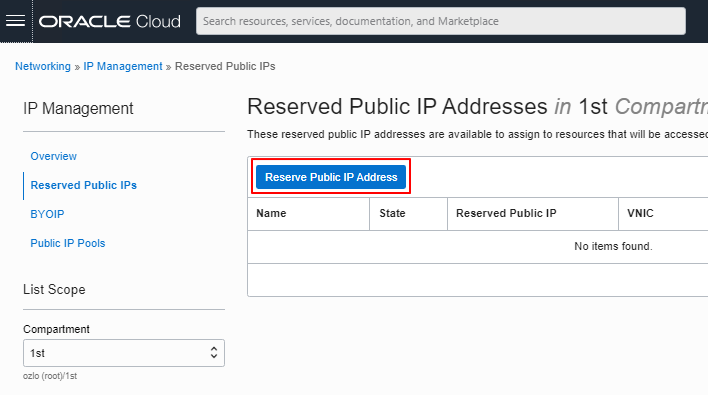 ORACLE Cloud
Search resources, services, documentation, and Marketplace
Networking » IP Management » Reserved Public IPs
IP Management
Overview
Reserved Public IPs
BYOIP
Public IP Pools
List Scope
Compartment
1st
ozlo (root)/1st
Reserved Public IP Addresses in 1st Compartm
These reserved public IP addresses are available to assign to resources that will be accessed
Reserve Public IP Address
Name State Reserved Public IP VNIC
No items found.